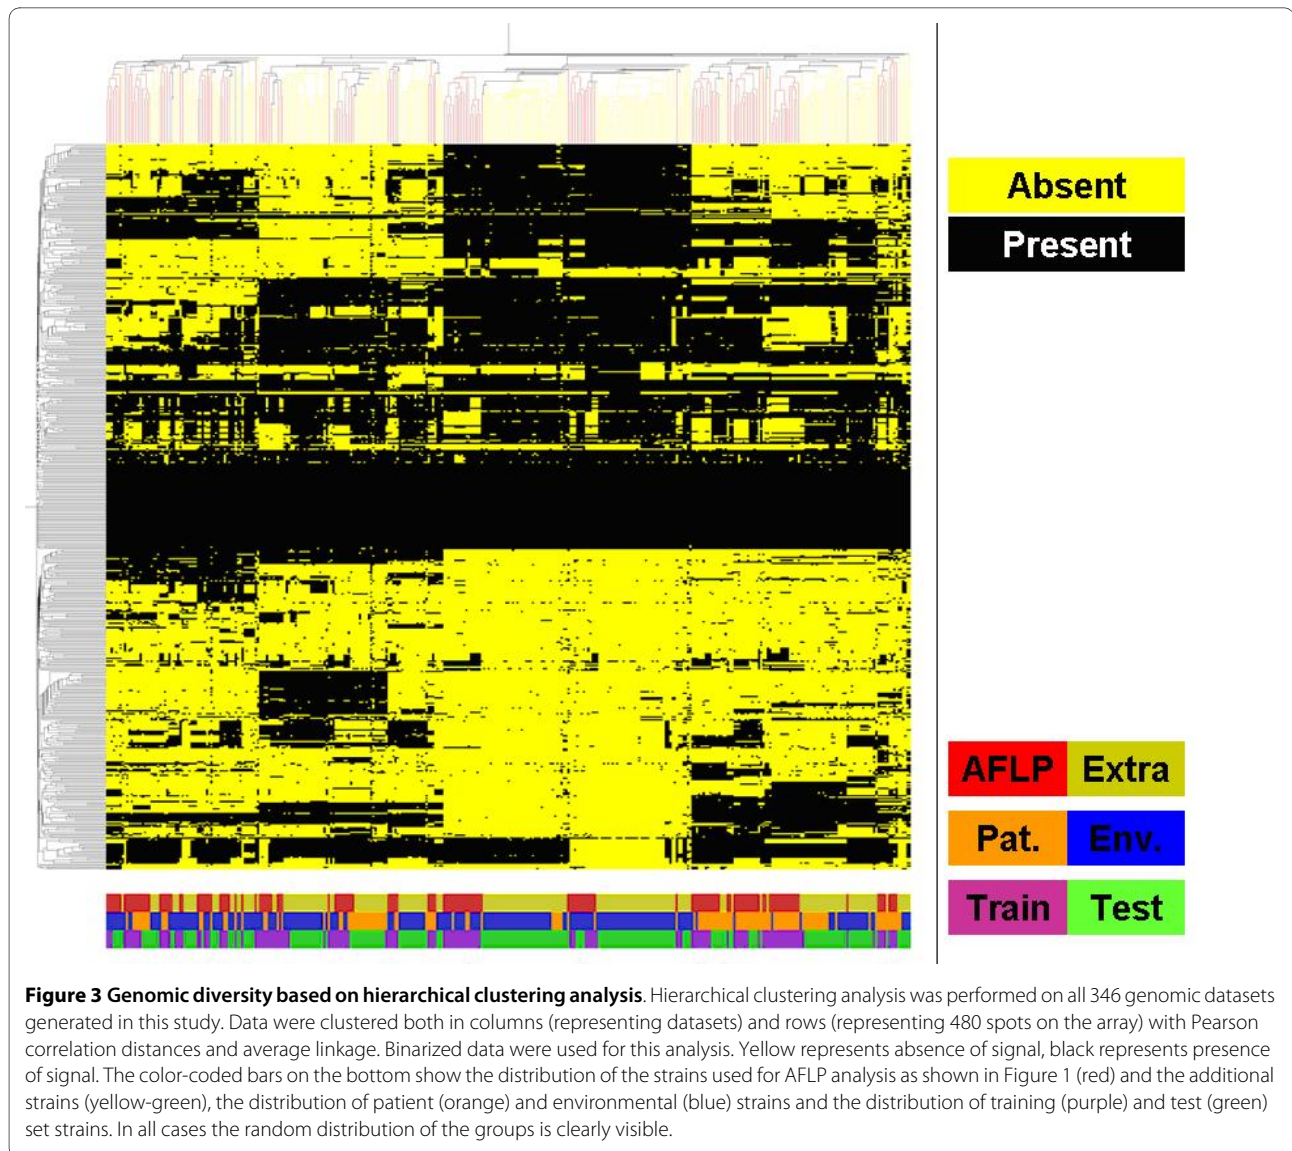 Absent
Present
AFLP Extra
Pat. Env.
Train Test
Figure 3 Genomic diversity based on hierarchical clustering analysis. Hierarchical clustering analysis was performed on all 346 genomic datasets
generated in this study. Data were clustered both in columns (representing datasets) and rows (representing 480 spots on the array) with Pearson
correlation distances and average linkage. Binarized data were used for this analysis. Yellow represents absence of signal, black represents presence
of signal. The color-coded bars on the bottom show the distribution of the strains used for AFLP analysis as shown in Figure 1 (red) and the additional
strains (yellow-green), the distribution of patient (orange) and environmental (blue) strains and the distribution of training (purple) and test (green)
set strains. In all cases the random distribution of the groups is clearly visible.